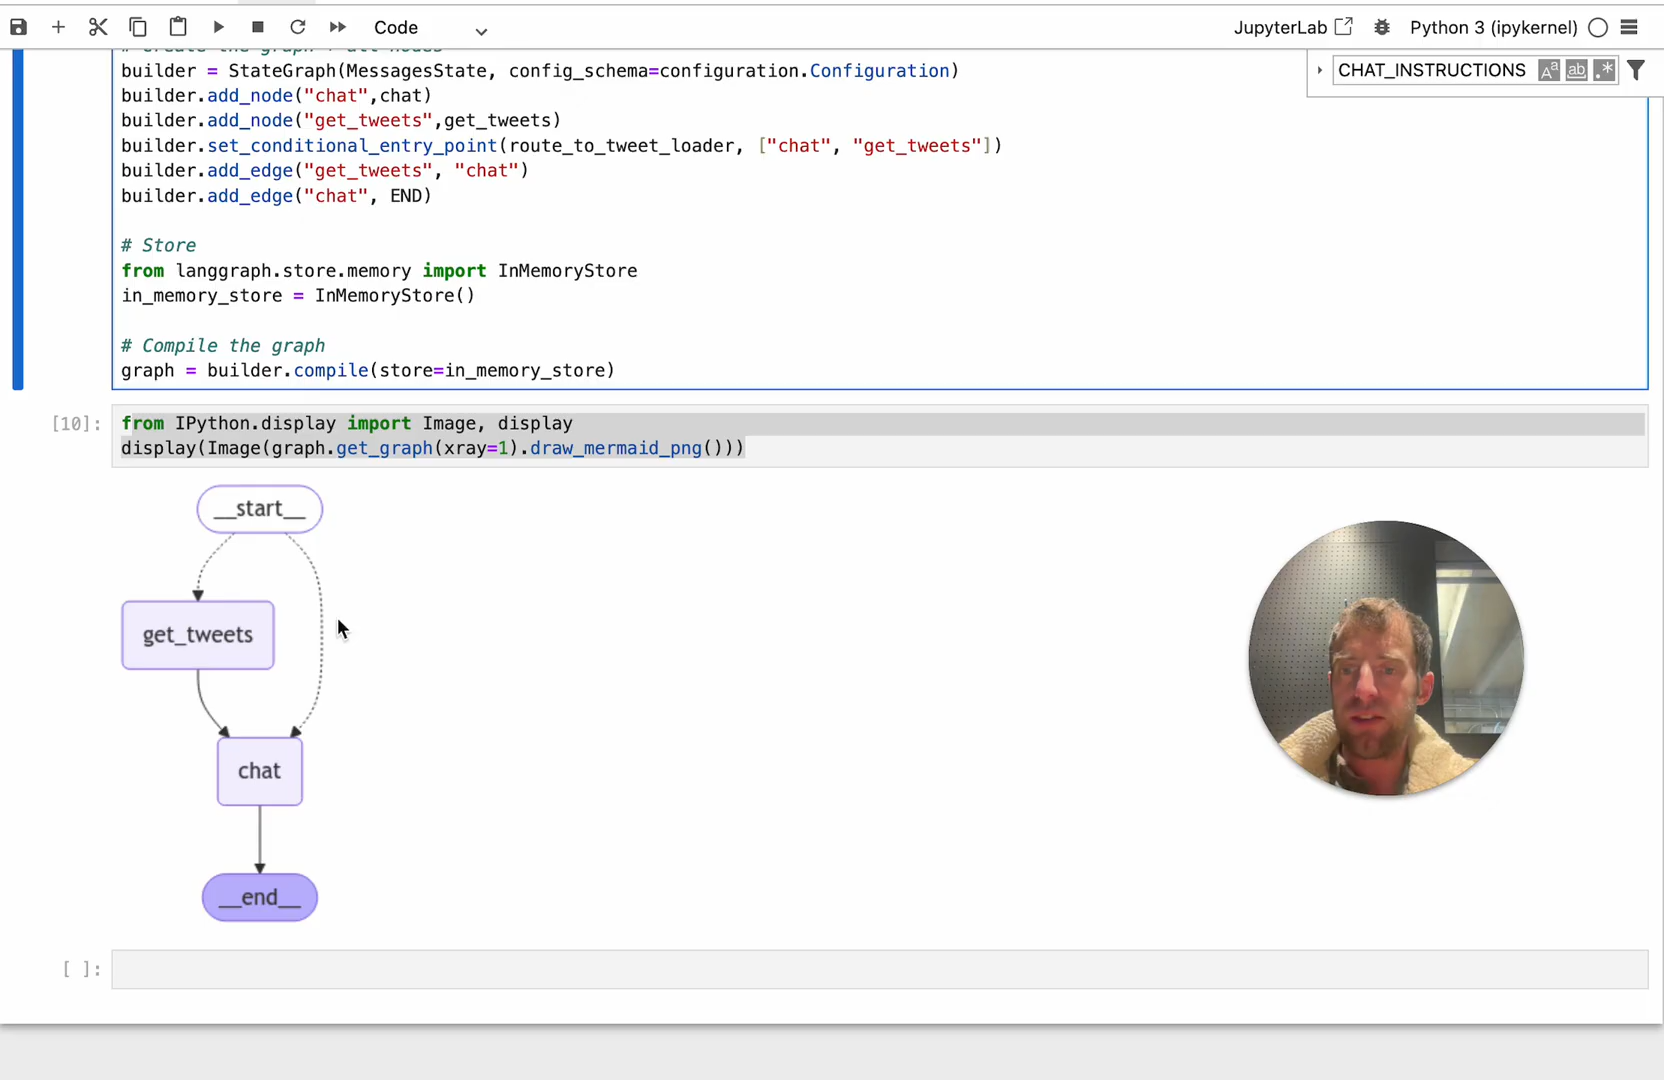 Code
JupyterLab
Python 3 (ipykernel)
CHAT_INSTRUCTIONS
Aa
ab
.*
builder = StateGraph(MessagesState, config_schema=configuration.Configuration)
builder.add_node("chat",chat)
builder.add_node("get_tweets",get_tweets)
builder.set_conditional_entry_point(route_to_tweet_loader, ["chat", "get_tweets"])
builder.add_edge("get_tweets", "chat")
builder.add_edge("chat", END)
# Store
from langgraph.store.memory import InMemoryStore
in_memory_store = InMemoryStore()
# Compile the graph
graph = builder.compile(store=in_memory_store)
[10]:
from IPython.display import Image, display
display(Image(graph.get_graph(xray=1).draw_mermaid_png()))
__start__
get_tweets
chat
__end__
[ ]: